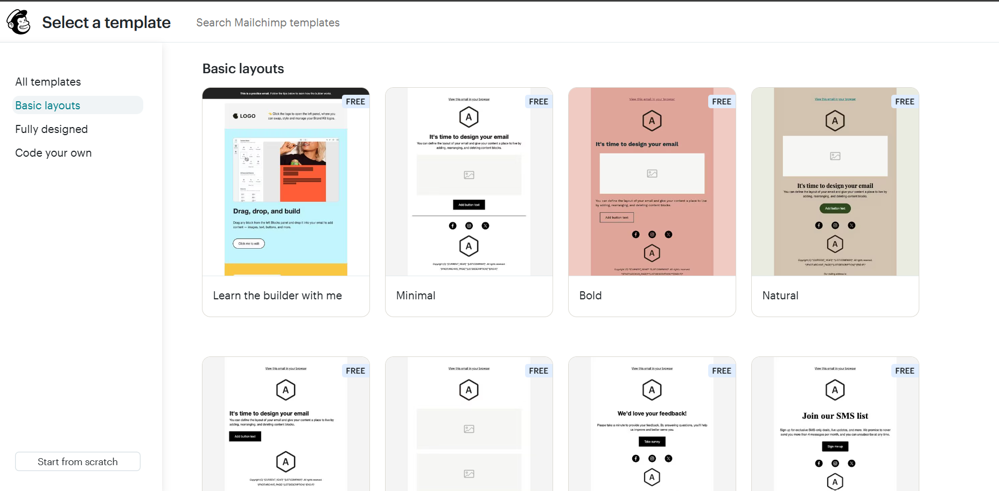 Select a template
Search Mailchimp templates
All templates
Basic layouts
Fully designed
Code your own
Start from scratch
Basic layouts
This is a practice email. Follow the tips below to learn how the builder works.
FREE
LOGO
👈 Click the logo to open the left panel, where you
can swap, style and manage your Brand Kit logos.
Drag, drop, and build
Drag any block from the left Blocks panel and drop it into your email to add
content — images, text, buttons, and more.
Click me to edit
Learn the builder with me
View this email in your browser
FREE
A
It's time to design your email
You can define the layout of your email and give your content a place to live by
adding, rearranging, and deleting content blocks.
Add button text
A
Copyright (C) *|CURRENT_YEAR|* *|LIST:COMPANY|*. All rights reserved.
*|IFNOT:ARCHIVE_PAGE|**|LIST:DESCRIPTION|**|END:IF|*
Minimal
View this email in your browser
FREE
A
It's time to design your email
You can define the layout of your email and give your content a place to live
by adding, rearranging, and deleting content blocks.
Add button text
A
Copyright (C) *|CURRENT_YEAR|* *|LIST:COMPANY|*. All rights reserved.
*|IFNOT:ARCHIVE_PAGE|**|LIST:DESCRIPTION|**|END:IF|*
Bold
View this email in your browser
FREE
A
It's time to design your email
You can define the layout of your email and give your content a place to live by
adding, rearranging, and deleting content blocks.
Add button text
A
Copyright (C) *|CURRENT_YEAR|* *|LIST:COMPANY|*. All rights reserved.
*|IFNOT:ARCHIVE_PAGE|**|LIST:DESCRIPTION|**|END:IF|*
Our mailing address is:
Natural
View this email in your browser
FREE
A
It's time to design your email
You can define the layout of your email and give your content a place to live by
adding, rearranging, and deleting content blocks.
Add button text
A
Copyright (C) *|CURRENT_YEAR|* *|LIST:COMPANY|*. All rights reserved.
*|IFNOT:ARCHIVE_PAGE|**|LIST:DESCRIPTION|**|END:IF|*
View this email in your browser
FREE
A
View this email in your browser
FREE
A
We'd love your feedback!
Please take a minute to provide your feedback. By answering questions, you'll help
us improve and better serve you.
Take survey
A
View this email in your browser
FREE
A
Join our SMS list
Sign up for exclusive SMS-only deals, live updates, and more. We promise to never
send you more than 4 messages per month, and you can unsubscribe at any time.
Sign me up
A